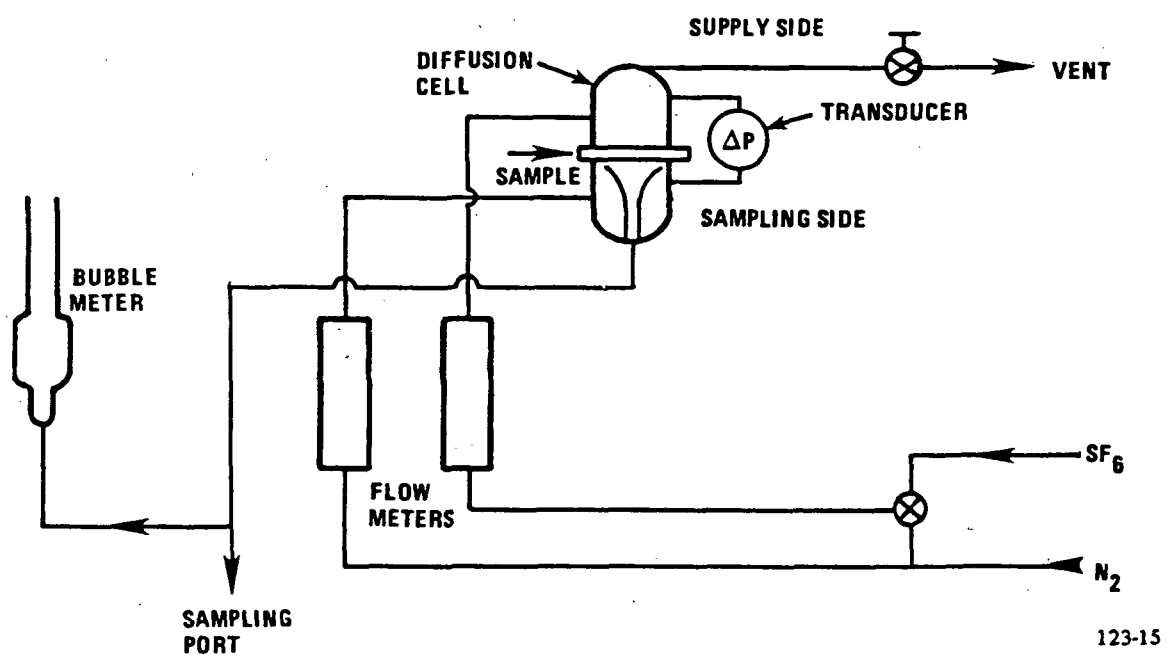 SUPPLY SIDE
DIFFUSION
CELL
VENT
TRANSDUCER
ΔP
SAMPLE
SAMPLING SIDE
BUBBLE
METER
FLOW
METERS
SF6
N2
SAMPLING
PORT
123-15